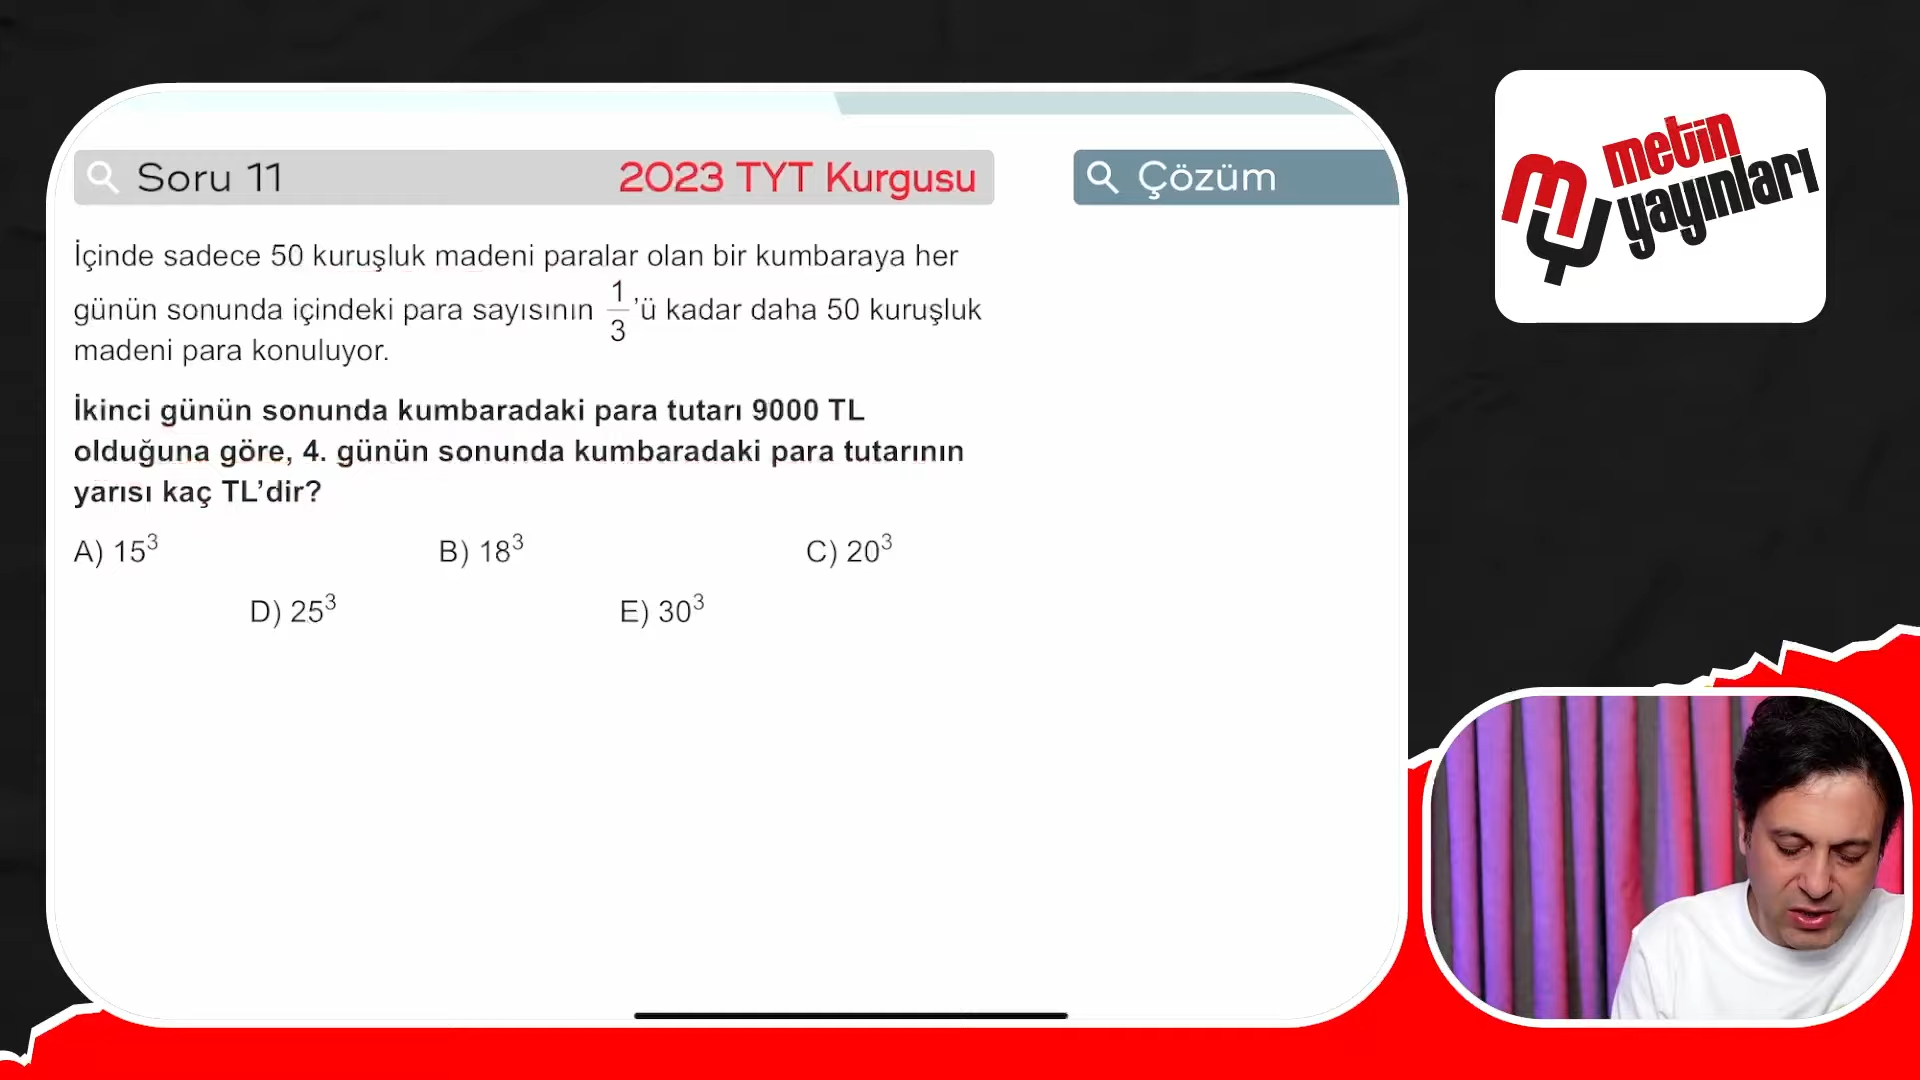 Soru 11
2023 TYT Kurgusu
Çözüm
metin
yayınları
İçinde sadece 50 kuruşluk madeni paralar olan bir kumbaraya her
günün sonunda içindeki para sayısının 1/3'ü kadar daha 50 kuruşluk
madeni para konuluyor.
İkinci günün sonunda kumbaradaki para tutarı 9000 TL
olduğuna göre, 4. günün sonunda kumbaradaki para tutarının
yarısı kaç TL'dir?
A) 15³ B) 18³ C) 20³
D) 25³ E) 30³